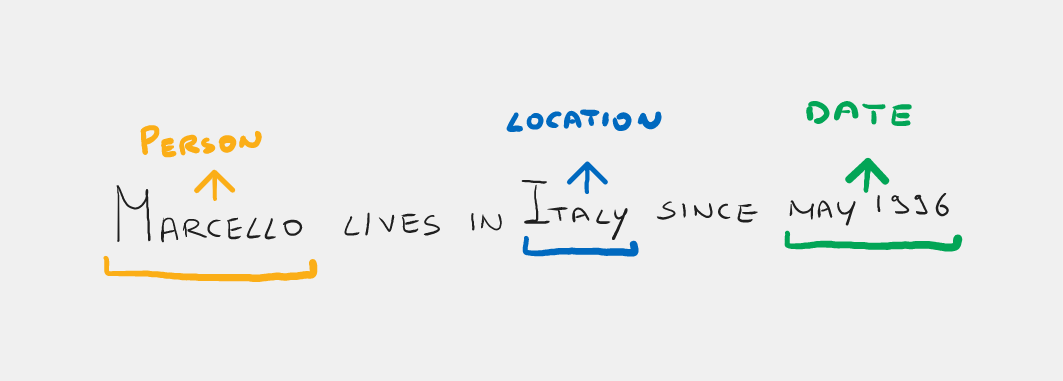 PERSON LOCATION DATE
MARCELLO LIVES IN ITALY SINCE MAY 1996